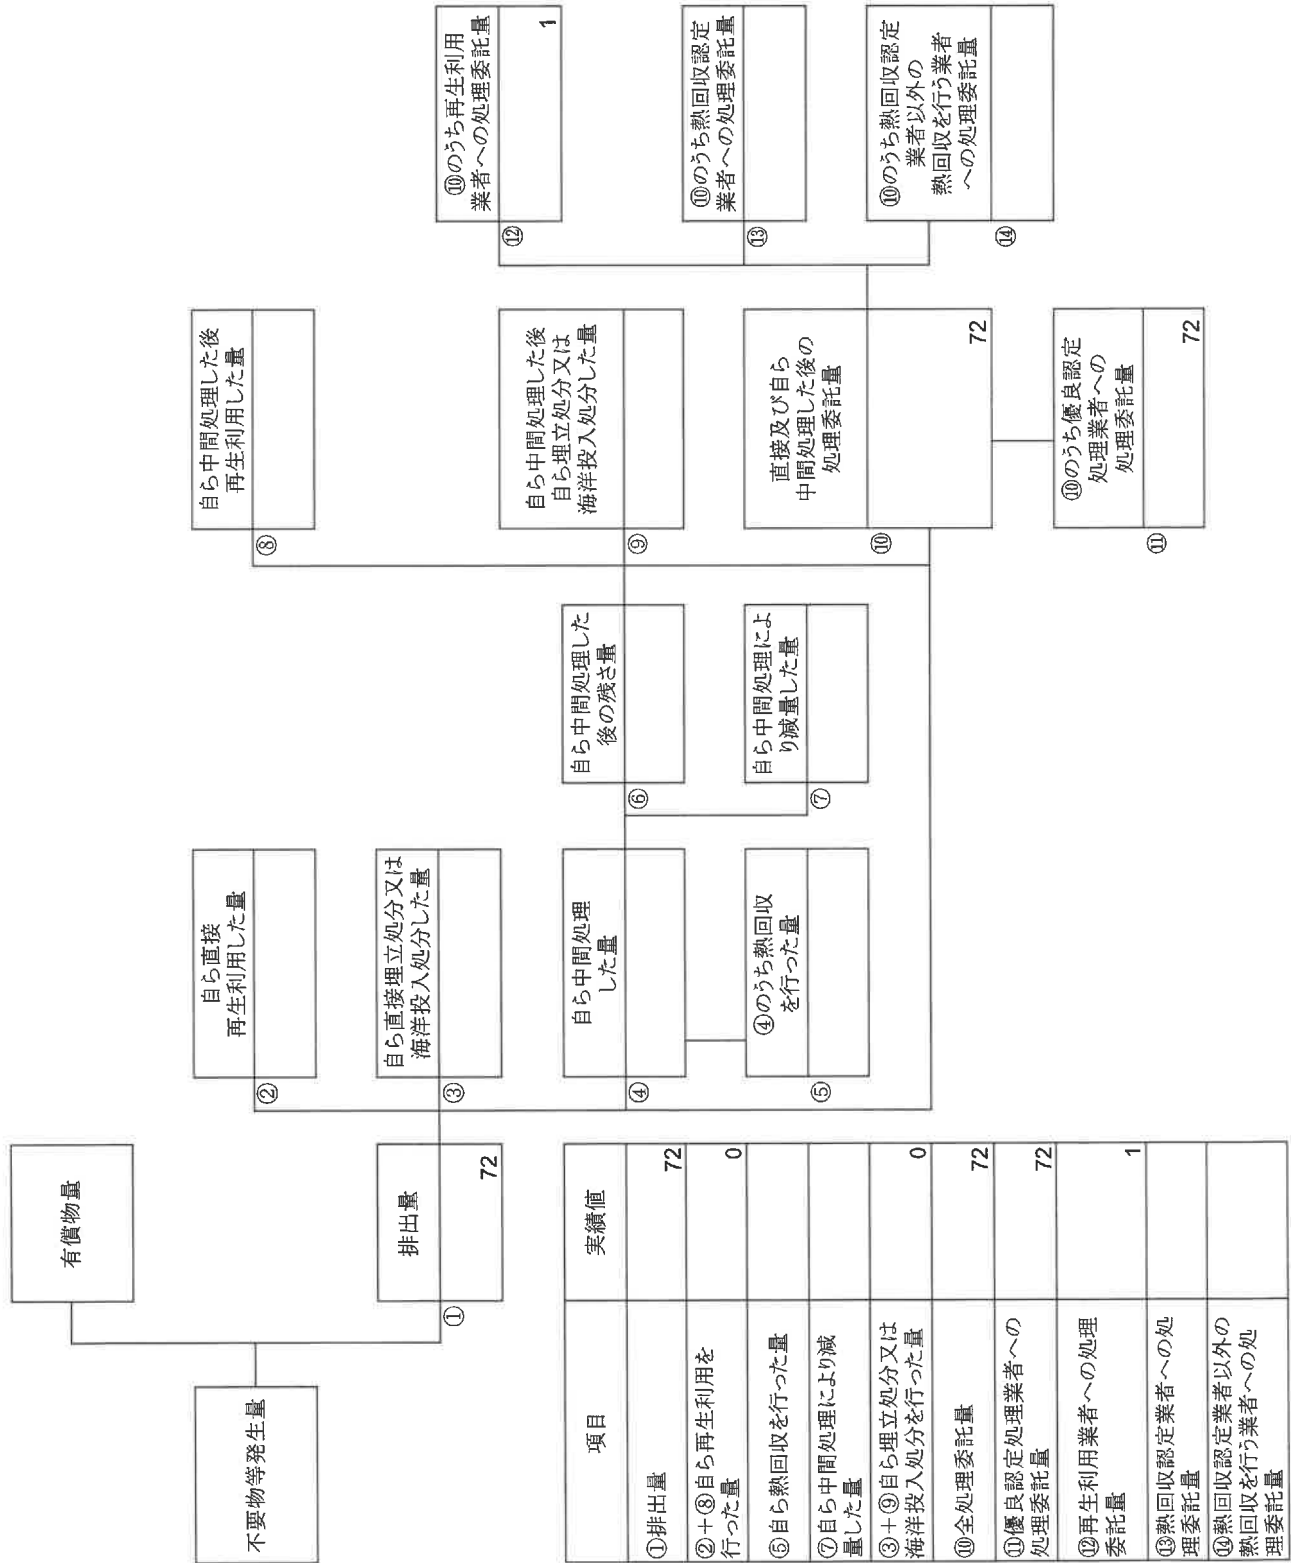 有償物量
不要物等発生量
排出量
①
72
自ら直接
再生利用した量
②
自ら直接埋立処分又は
海洋投入処分した量
③
自ら中間処理
した量
④
④のうち熱回収
を行った量
⑤
自ら中間処理した
後の残さ量
⑥
自ら中間処理によ
り減量した量
⑦
自ら中間処理した後
再生利用した量
⑧
自ら中間処理した後
自ら埋立処分又は
海洋投入処分した量
⑨
直接及び自ら
中間処理した後の
処理委託量
⑩
72
⑩のうち優良認定
処理業者への
処理委託量
⑪
72
⑩のうち再生利用
業者への処理委託量
⑫
1
⑩のうち熱回収認定
業者への処理委託量
⑬
⑩のうち熱回収認定
業者以外の
熱回収を行う業者
への処理委託量
⑭
項目 実績値
①排出量 72
②+⑧自ら再生利用を
行った量 0
⑤自ら熱回収を行った量
⑦自ら中間処理により減
量した量
③+⑨自ら埋立処分又は
海洋投入処分を行った量 0
⑩全処理委託量 72
⑪優良認定処理業者への
処理委託量 72
⑫再生利用業者への処理
委託量 1
⑬熱回収認定業者への処
理委託量
⑭熱回収認定業者以外の
熱回収を行う業者への処
理委託量